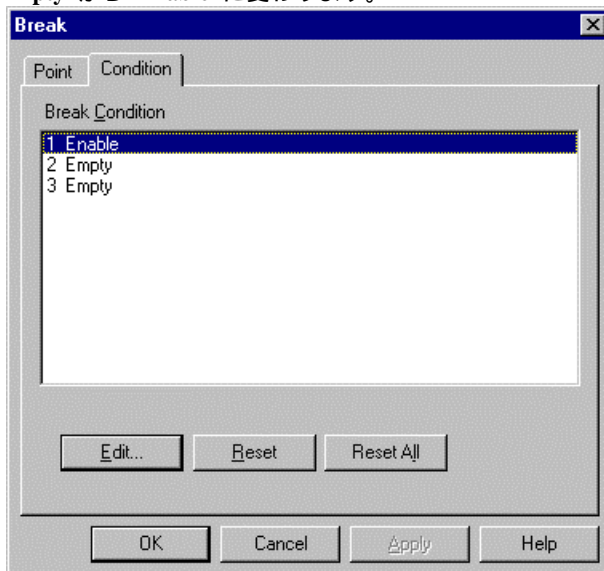 Break
Point Condition
Break Condition
1 Enable
2 Empty
3 Empty
Edit... Reset Reset All
OK Cancel Apply Help